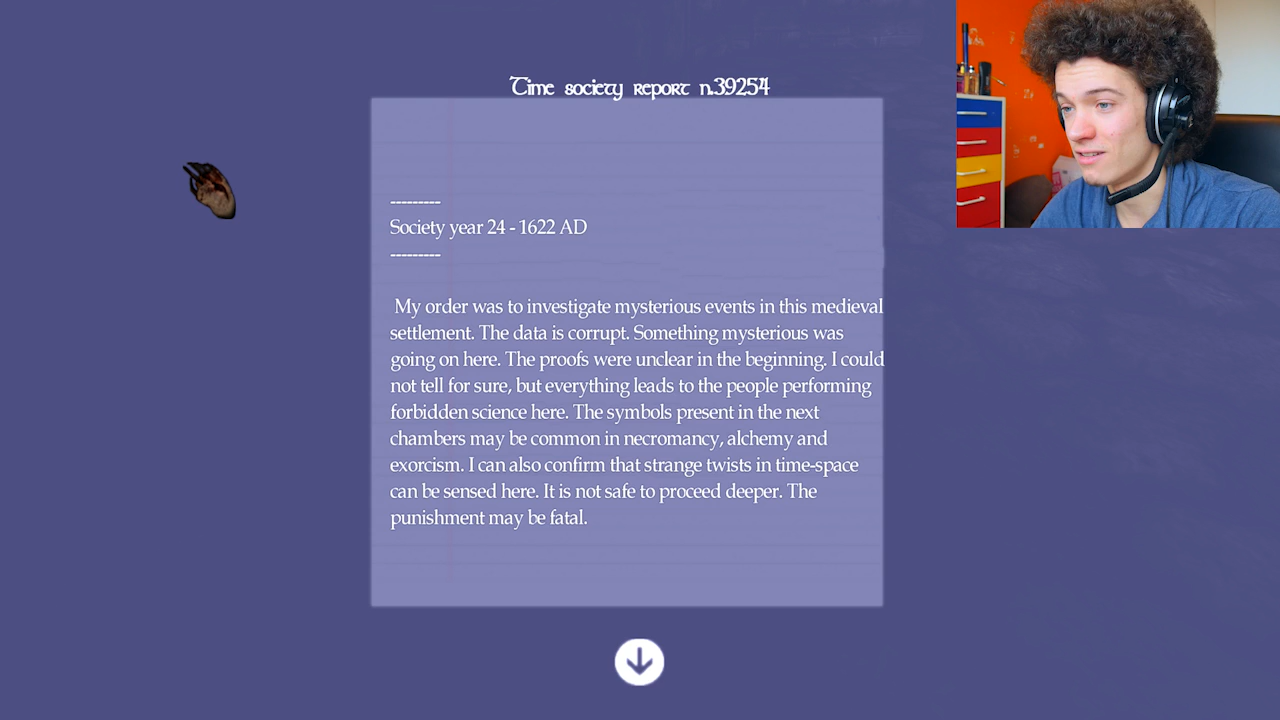 Time society report n.39254
---------
Society year 24 - 1622 AD
---------
My order was to investigate mysterious events in this medieval
settlement. The data is corrupt. Something mysterious was
going on here. The proofs were unclear in the beginning. I could
not tell for sure, but everything leads to the people performing
forbidden science here. The symbols present in the next
chambers may be common in necromancy, alchemy and
exorcism. I can also confirm that strange twists in time-space
can be sensed here. It is not safe to proceed deeper. The
punishment may be fatal.